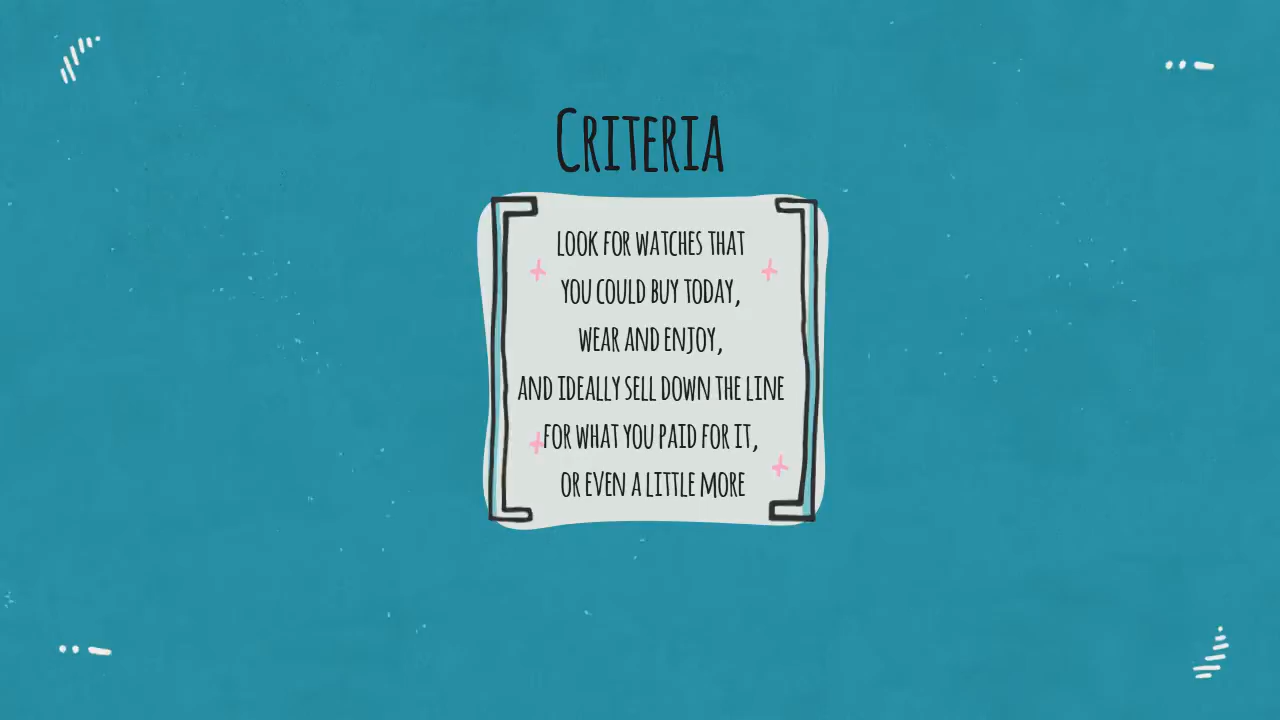 CRITERIA
LOOK FOR WATCHES THAT
YOU COULD BUY TODAY,
WEAR AND ENJOY,
AND IDEALLY SELL DOWN THE LINE
FOR WHAT YOU PAID FOR IT,
OR EVEN A LITTLE MORE